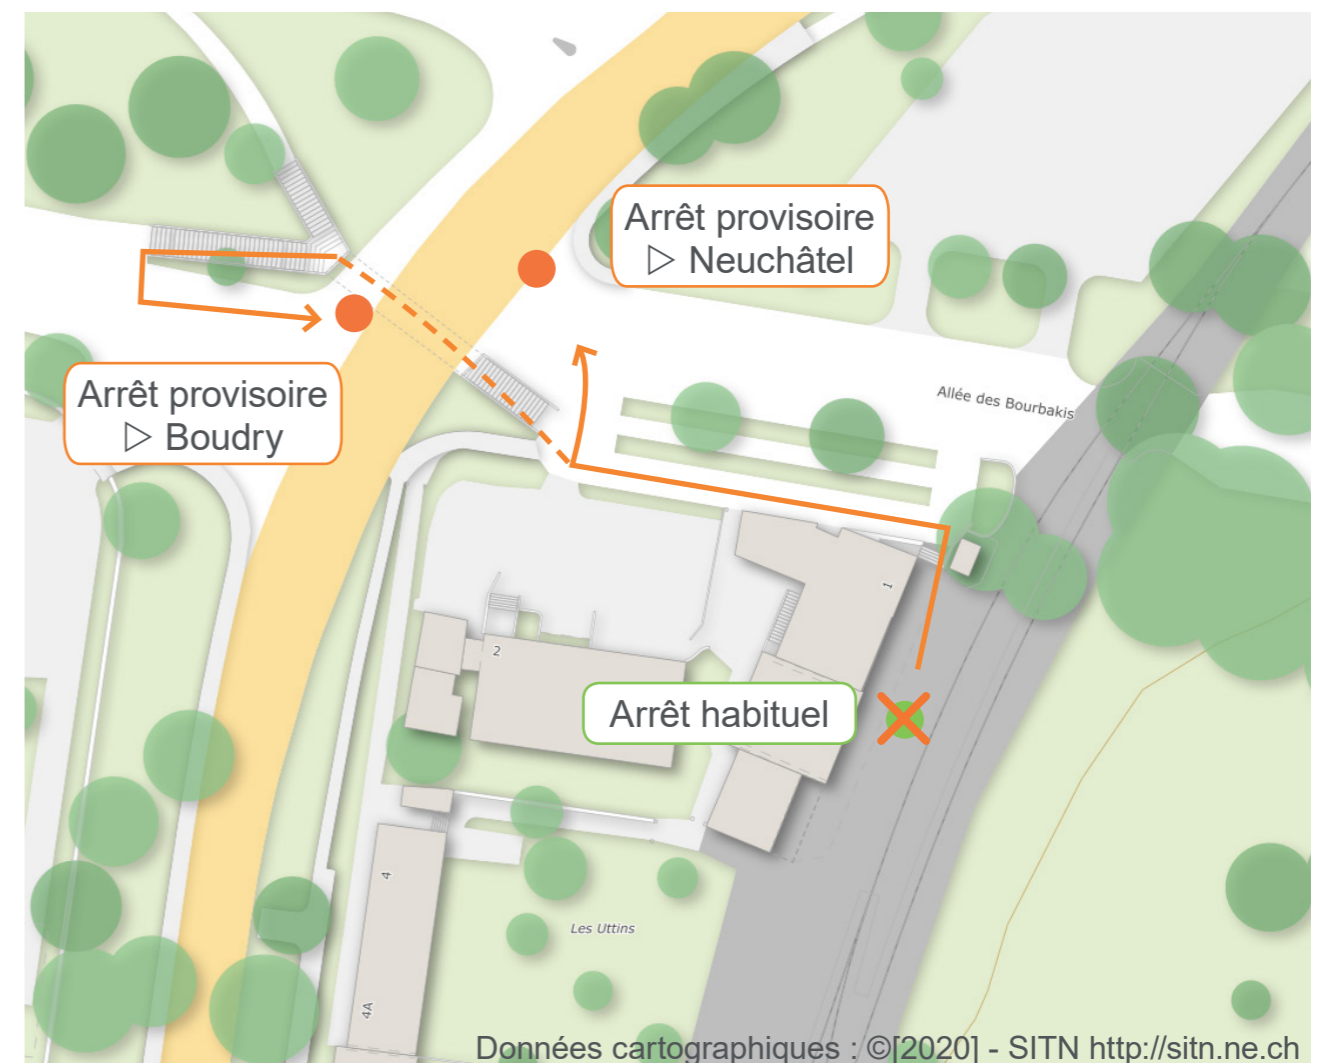 Arrêt provisoire
▷ Neuchâtel
Arrêt provisoire
▷ Boudry
Allée des Bourbakis
1
2
Arrêt habituel
4
Les Uttins
4A
Données cartographiques : ©[2020] - SITN http://sitn.ne.ch